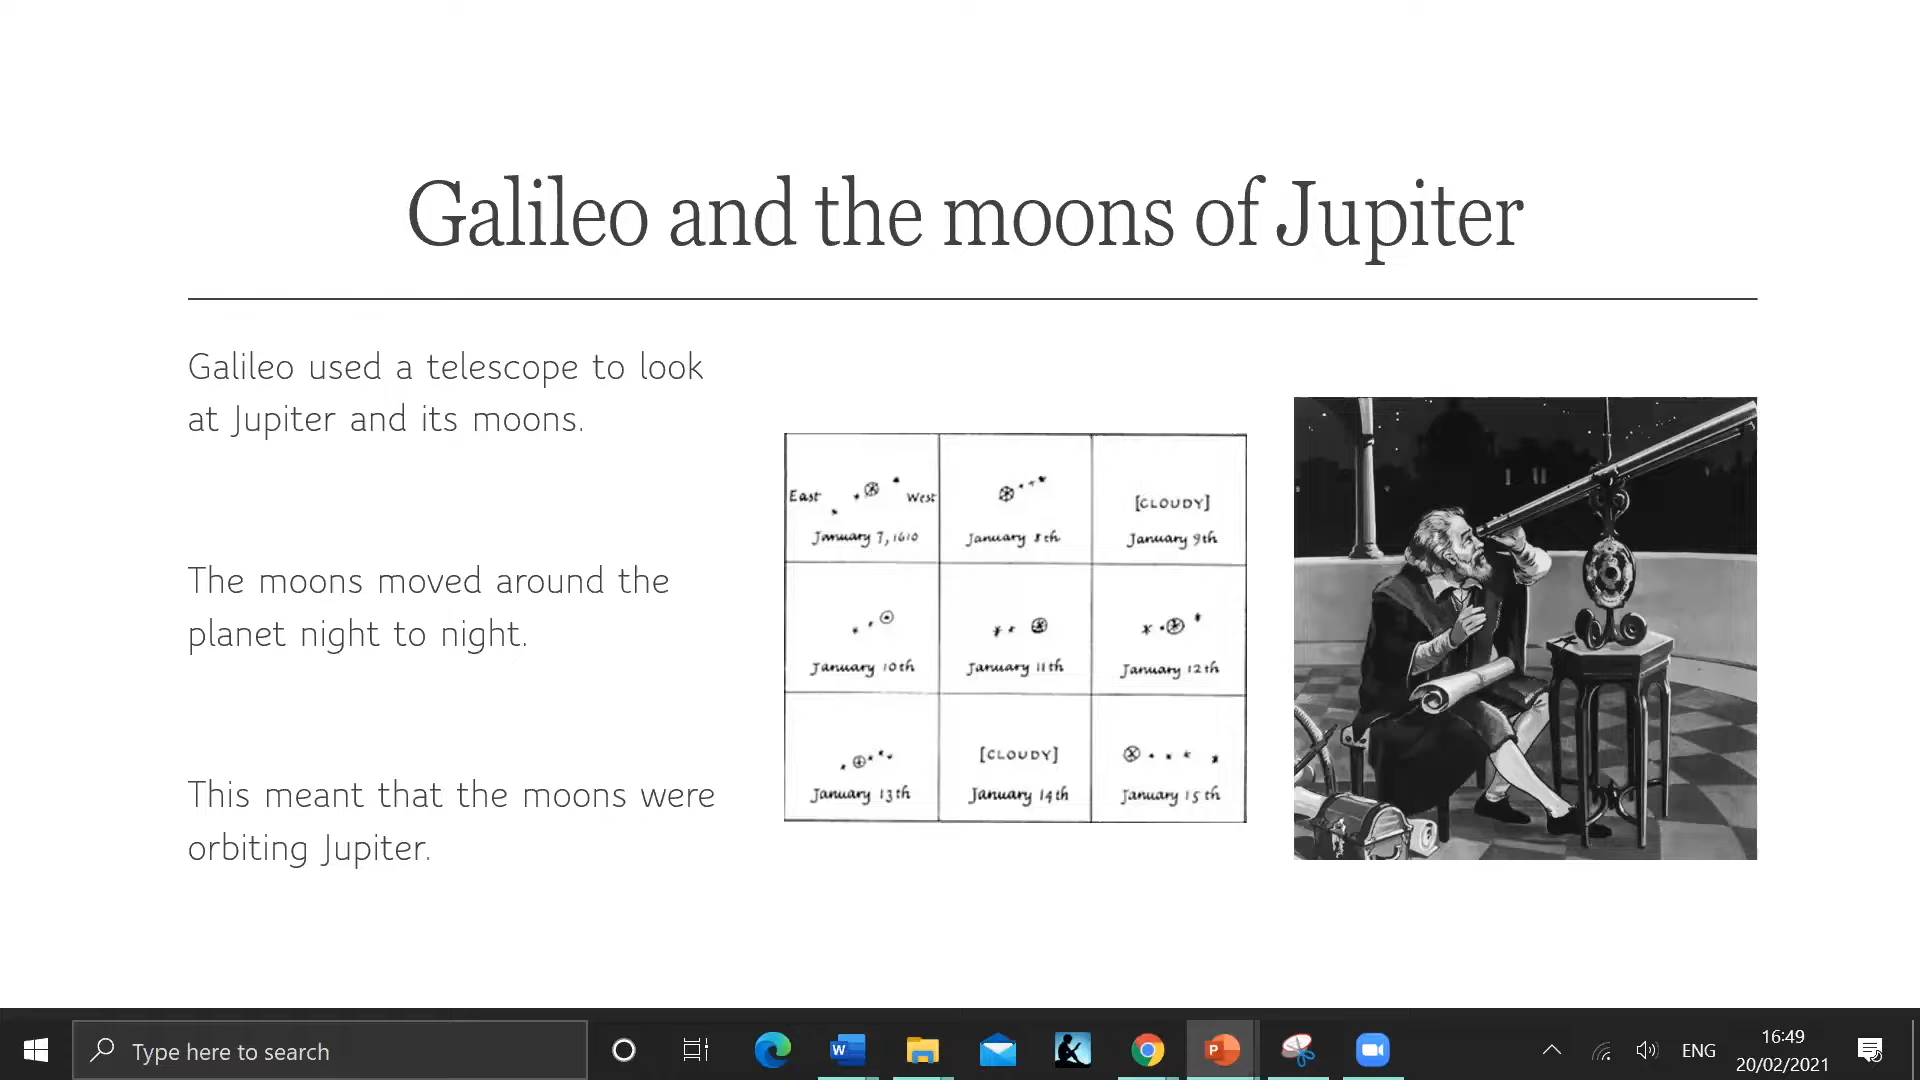 Galileo and the moons of Jupiter
Galileo used a telescope to look
at Jupiter and its moons.
The moons moved around the
planet night to night.
This meant that the moons were
orbiting Jupiter.
East West
January 7, 1610
January 8th
[CLOUDY]
January 9th
January 10th
January 11th
January 12th
January 13th
[CLOUDY]
January 14th
January 15th
Type here to search
W
P
ENG
16:49
20/02/2021